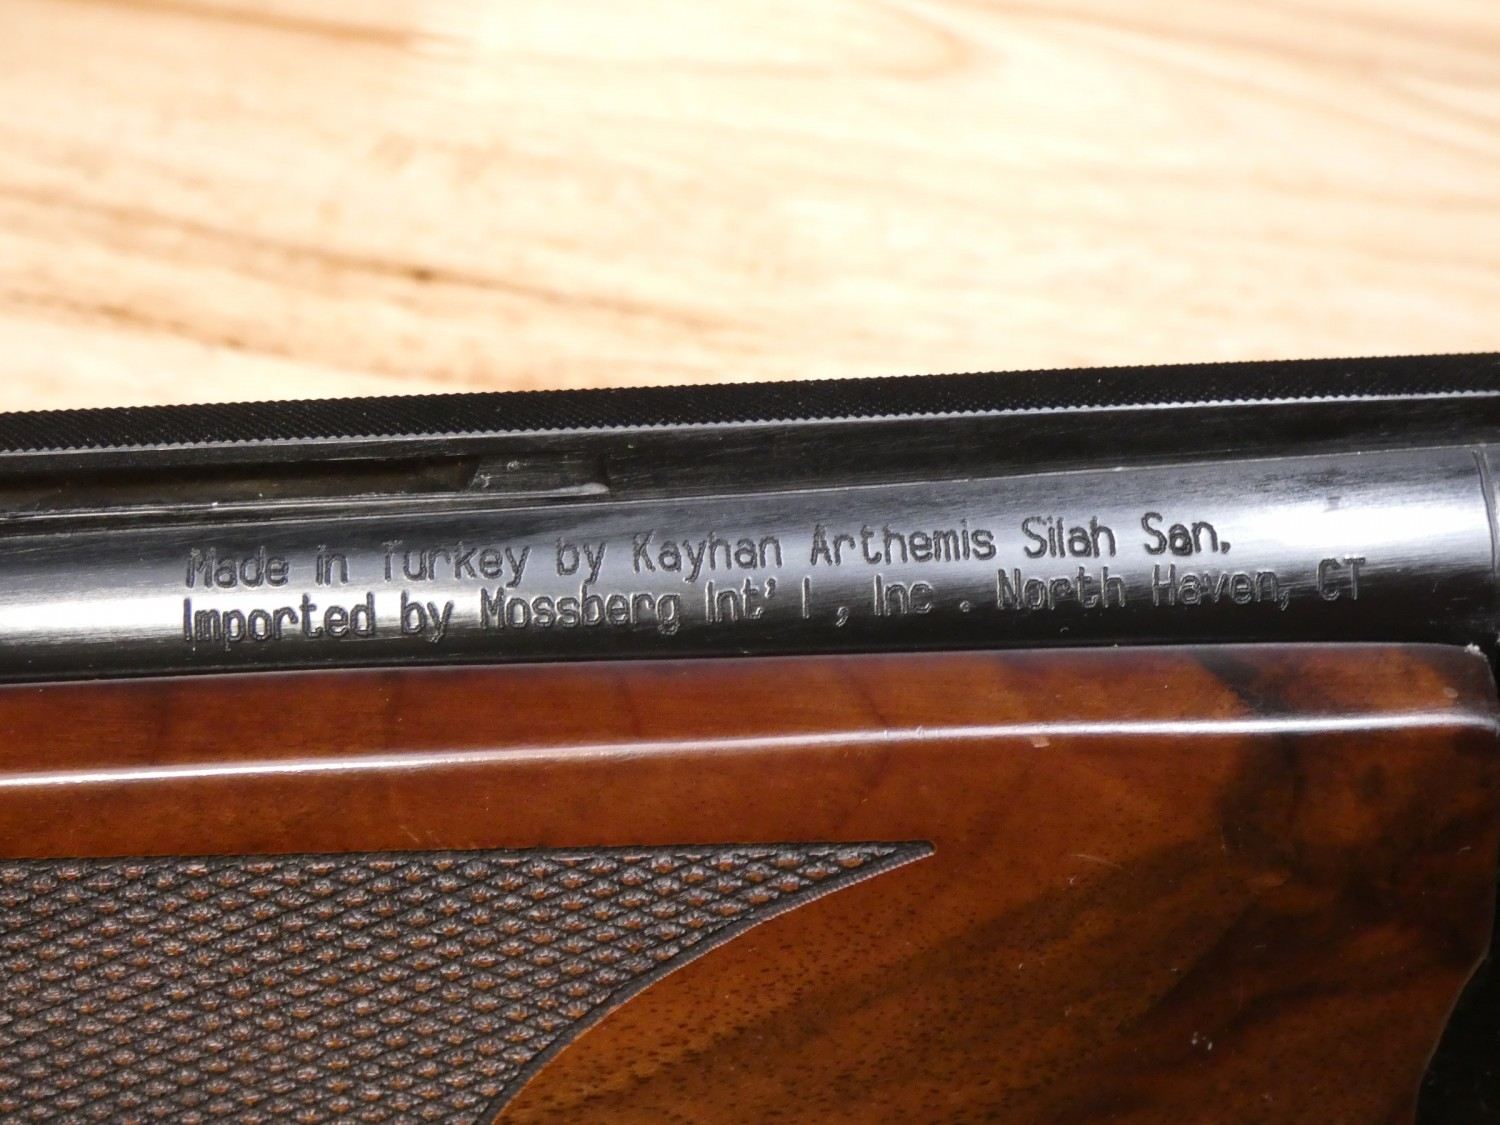 Made in Turkey by Kayhan Arthemis Silah San.
Imported by Mossberg Int'l, Inc. North Haven, CT